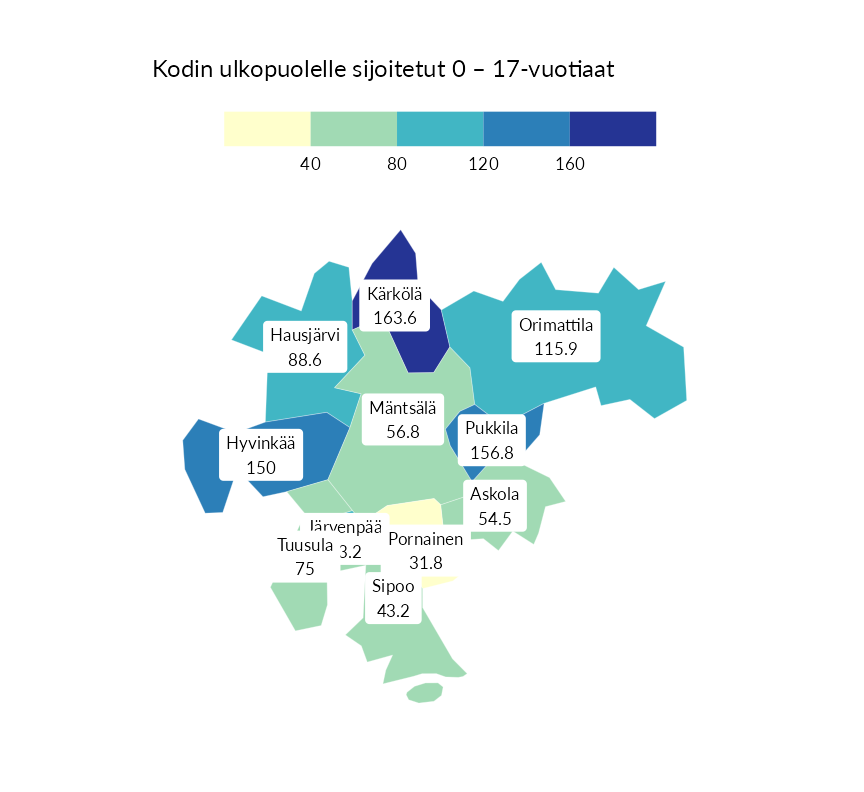 Kodin ulkopuolelle sijoitetut 0 – 17-vuotiaat
40 80 120 160
Kärkölä
163.6
Orimattila
115.9
Hausjärvi
88.6
Mäntsälä
56.8
Pukkila
156.8
Hyvinkää
150
Askola
54.5
Järvenpää
3.2
Pornainen
31.8
Tuusula
75
Sipoo
43.2